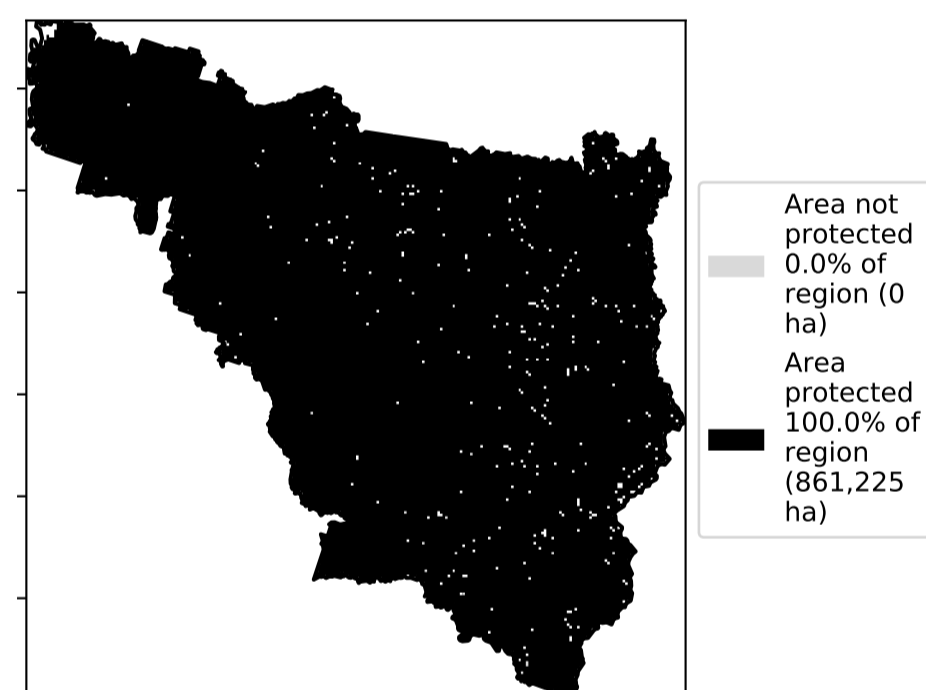 Area not
protected
0.0% of
region (0
ha)
Area
protected
100.0% of
region
(861,225
ha)